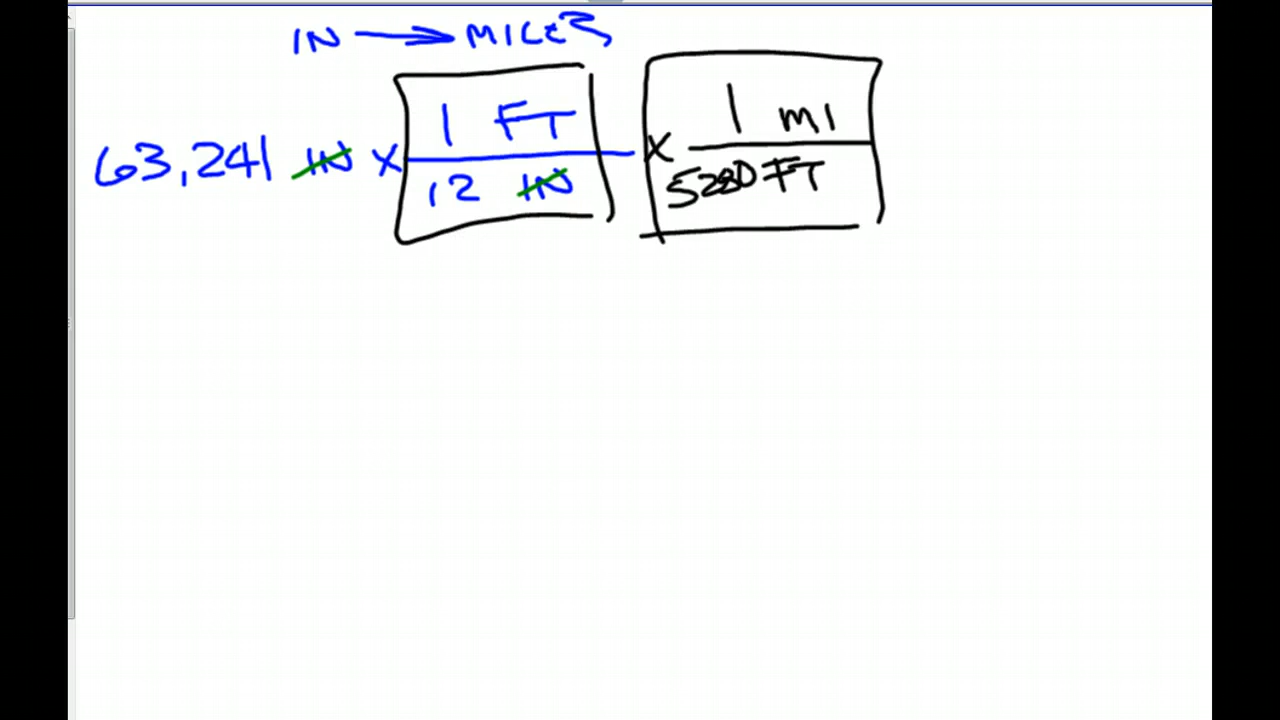 IN → MILES
63,241 IN X 1 FT / 12 IN X 1 MI / 5280 FT